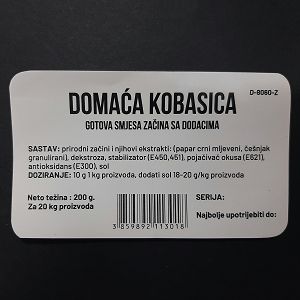 D-8060-Z
DOMAĆA KOBASICA
GOTOVA SMJESA ZAČINA SA DODACIMA
SASTAV: prirodni začini i njihovi ekstrakti: (papar crni mljeveni, češnjak
granulirani), dekstroza, stabilizator (E450,451), pojačivač okusa (E621),
antioksidans (E300), sol
DOZIRANJE: 10 g 1 kg proizvoda, dodati sol 18-20 g/kg proizvoda
Neto težina : 200 g.
Za 20 kg proizvoda
SERIJA:
Najbolje upotrijebiti do:
3 859892 113018